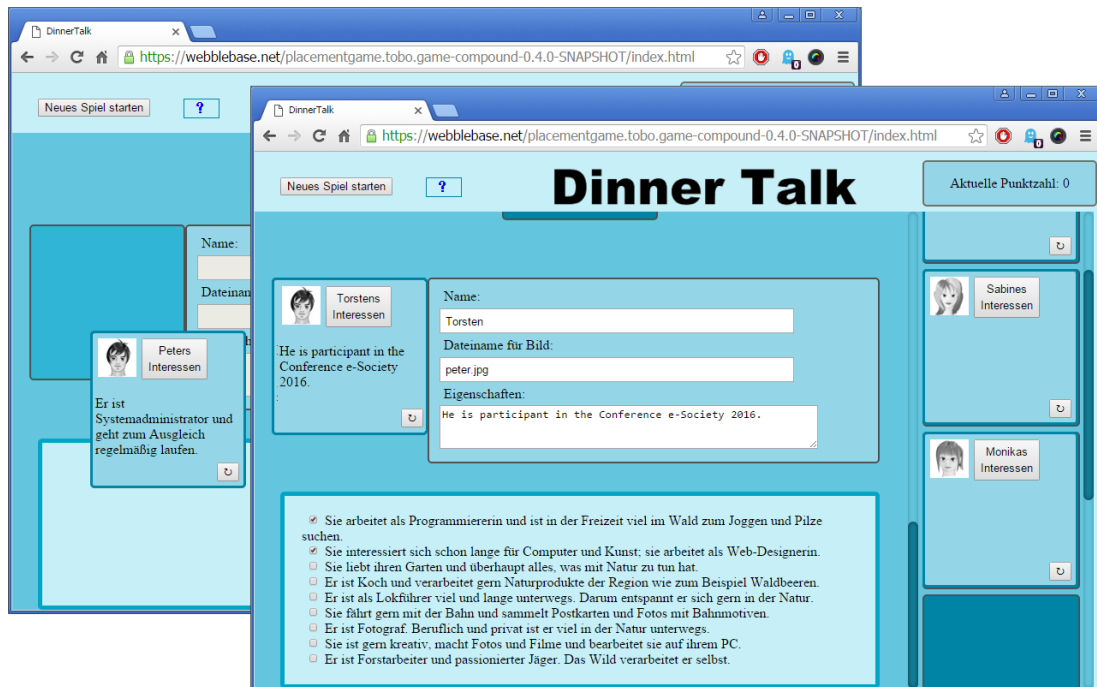 DinnerTalk
https://webblebase.net/placementgame.tobo.game-compound-0.4.0-SNAPSHOT/index.html
0
Neues Spiel starten
?
Name:
Peters
Interessen
Er ist
Systemadministrator und
geht zum Ausgleich
regelmäßig laufen.
DinnerTalk
https://webblebase.net/placementgame.tobo.game-compound-0.4.0-SNAPSHOT/index.html
0
Neues Spiel starten
?
Dinner Talk
Aktuelle Punktzahl: 0
Torstens
Interessen
He is participant in the
Conference e-Society
2016.
Name:
Torsten
Dateiname für Bild:
peter.jpg
Eigenschaften:
He is participant in the Conference e-Society 2016.
Sabines
Interessen
Monikas
Interessen
Sie arbeitet als Programmiererin und ist in der Freizeit viel im Wald zum Joggen und Pilze
suchen.
Sie interessiert sich schon lange für Computer und Kunst; sie arbeitet als Web-Designerin.
Sie liebt ihren Garten und überhaupt alles, was mit Natur zu tun hat.
Er ist Koch und verarbeitet gern Naturprodukte der Region wie zum Beispiel Waldbeeren.
Er ist als Lokführer viel und lange unterwegs. Darum entspannt er sich gern in der Natur.
Sie fährt gern mit der Bahn und sammelt Postkarten und Fotos mit Bahnmotiven.
Er ist Fotograf. Beruflich und privat ist er viel in der Natur unterwegs.
Sie ist gern kreativ, macht Fotos und Filme und bearbeitet sie auf ihrem PC.
Er ist Forstarbeiter und passionierter Jäger. Das Wild verarbeitet er selbst.